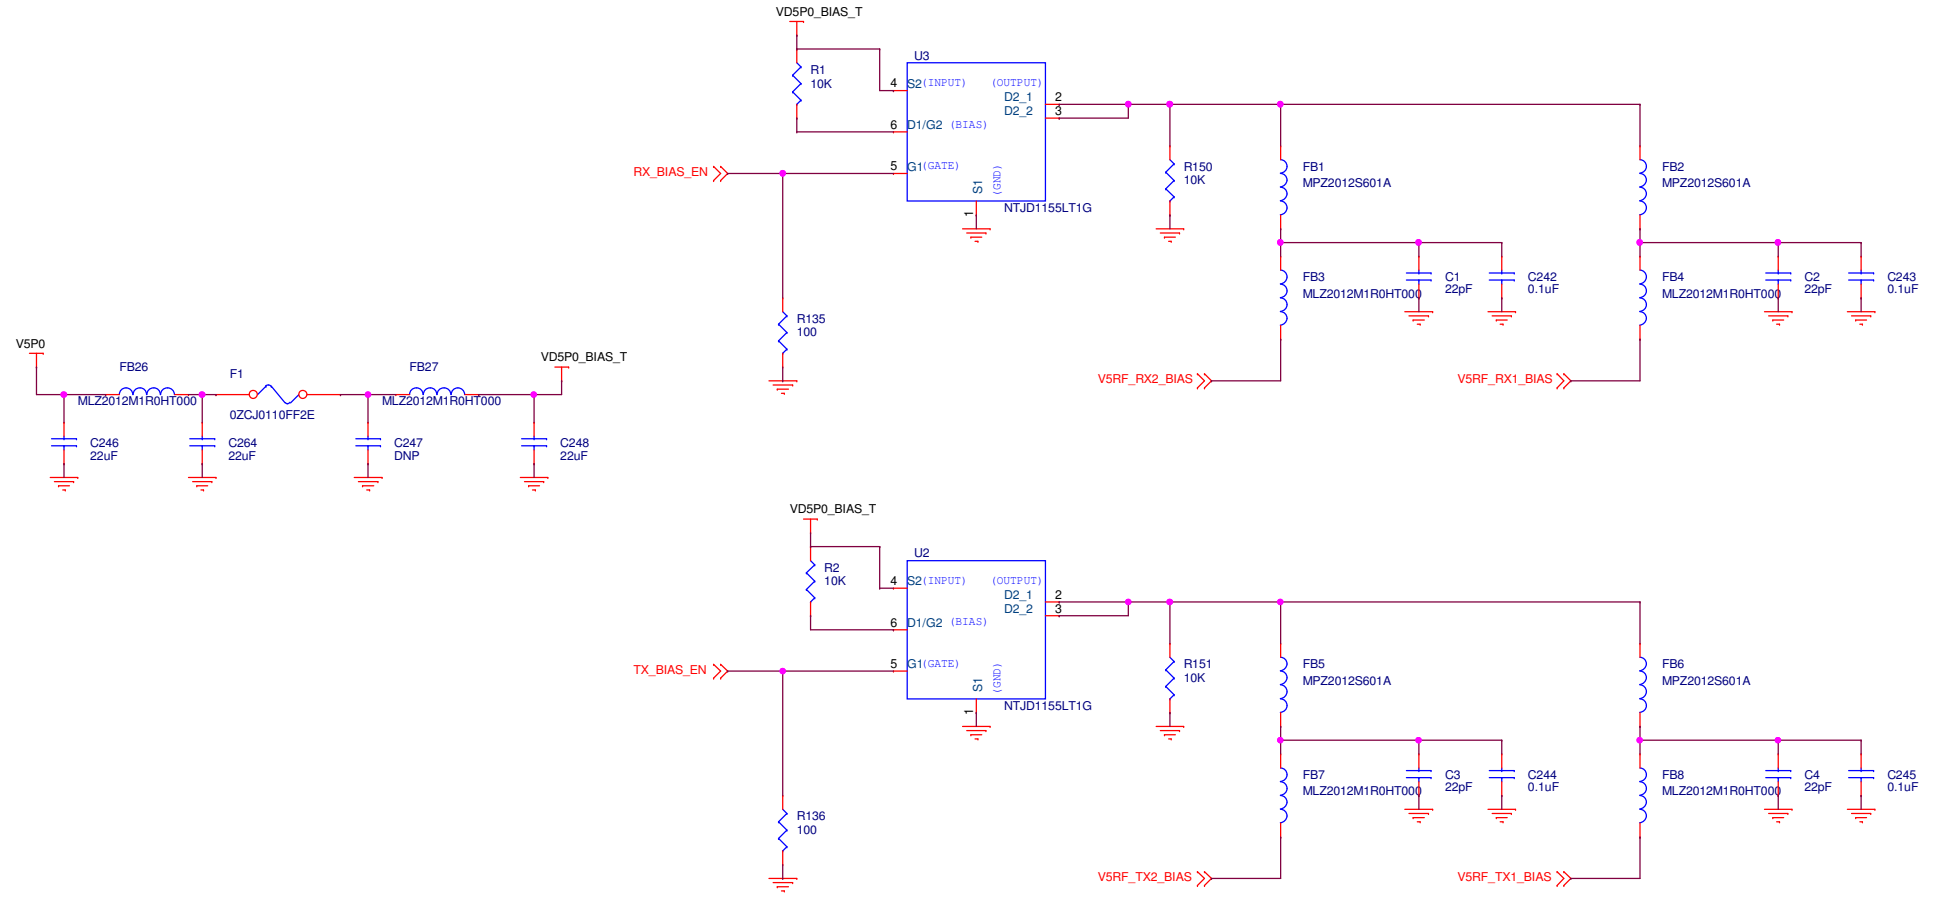 VD5P0_BIAS_T
U3
R1
10K
4 S2(INPUT) (OUTPUT)
D2_1 2
D2_2 3
6 D1/G2 (BIAS)
RX_BIAS_EN
5 G1(GATE)
S1
(GND)
1
NTJD1155LT1G
R150
10K
FB1
MPZ2012S601A
FB2
MPZ2012S601A
FB3
MLZ2012M1R0HT000
C1
22pF
C242
0.1uF
FB4
MLZ2012M1R0HT000
C2
22pF
C243
0.1uF
R135
100
V5RF_RX2_BIAS
V5RF_RX1_BIAS
V5P0
FB26
MLZ2012M1R0HT000
F1
0ZCJ0110FF2E
FB27
MLZ2012M1R0HT000
VD5P0_BIAS_T
C246
22uF
C264
22uF
C247
DNP
C248
22uF
VD5P0_BIAS_T
U2
R2
10K
4 S2(INPUT) (OUTPUT)
D2_1 2
D2_2 3
6 D1/G2 (BIAS)
TX_BIAS_EN
5 G1(GATE)
S1
(GND)
1
NTJD1155LT1G
R151
10K
FB5
MPZ2012S601A
FB6
MPZ2012S601A
FB7
MLZ2012M1R0HT000
C3
22pF
C244
0.1uF
FB8
MLZ2012M1R0HT000
C4
22pF
C245
0.1uF
R136
100
V5RF_TX2_BIAS
V5RF_TX1_BIAS